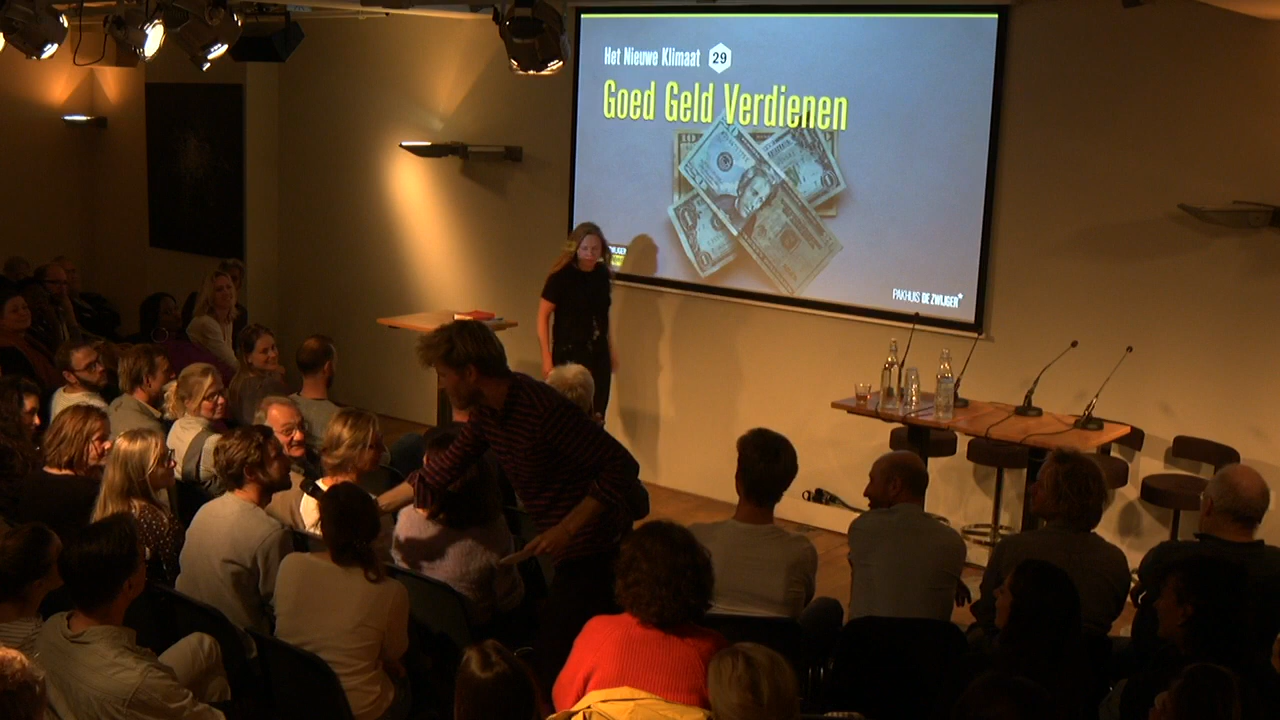 Het Nieuwe Klimaat 29
Goed Geld Verdienen
PAKHUIS DE ZWIJGER